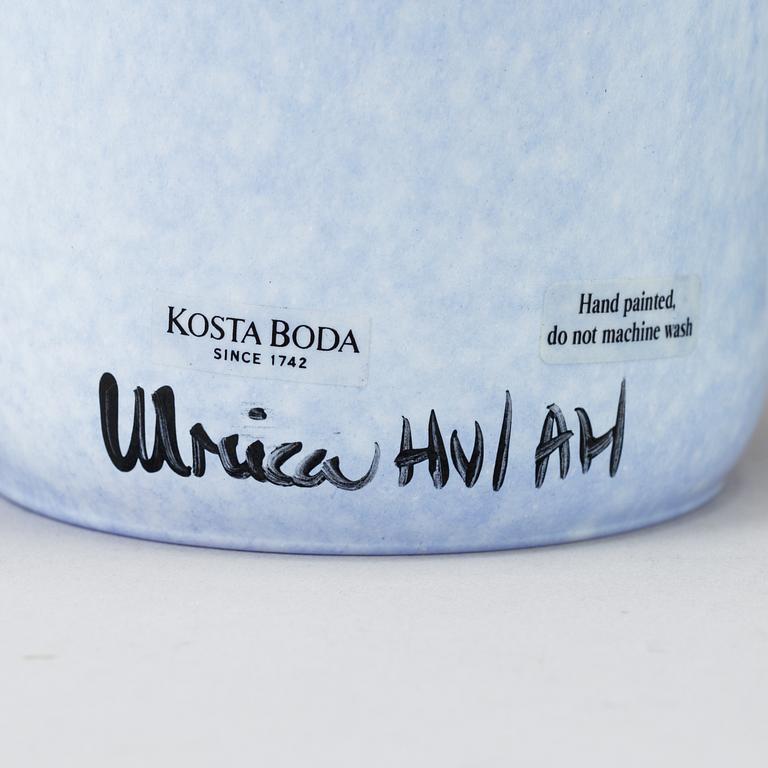 KOSTA BODA
SINCE 1742
Hand painted,
do not machine wash
Ulrica HV/AH